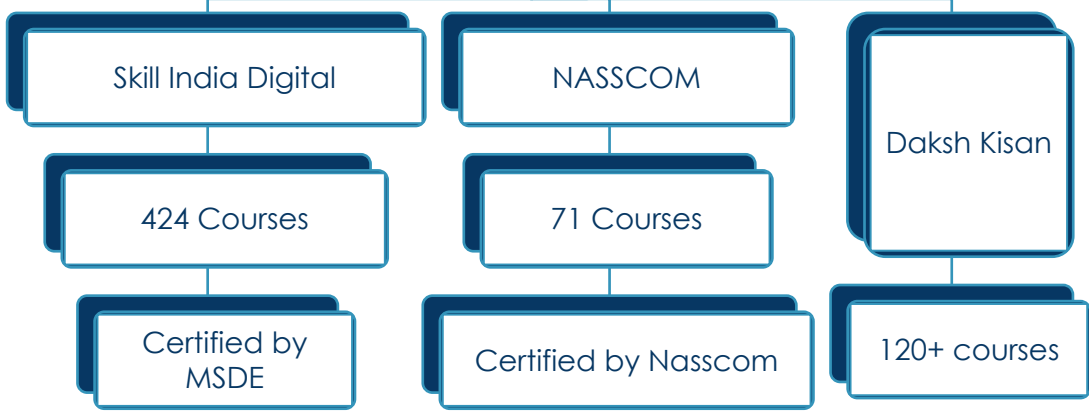 Skill India Digital
NASSCOM
Daksh Kisan
424 Courses
71 Courses
120+ courses
Certified by
MSDE
Certified by Nasscom